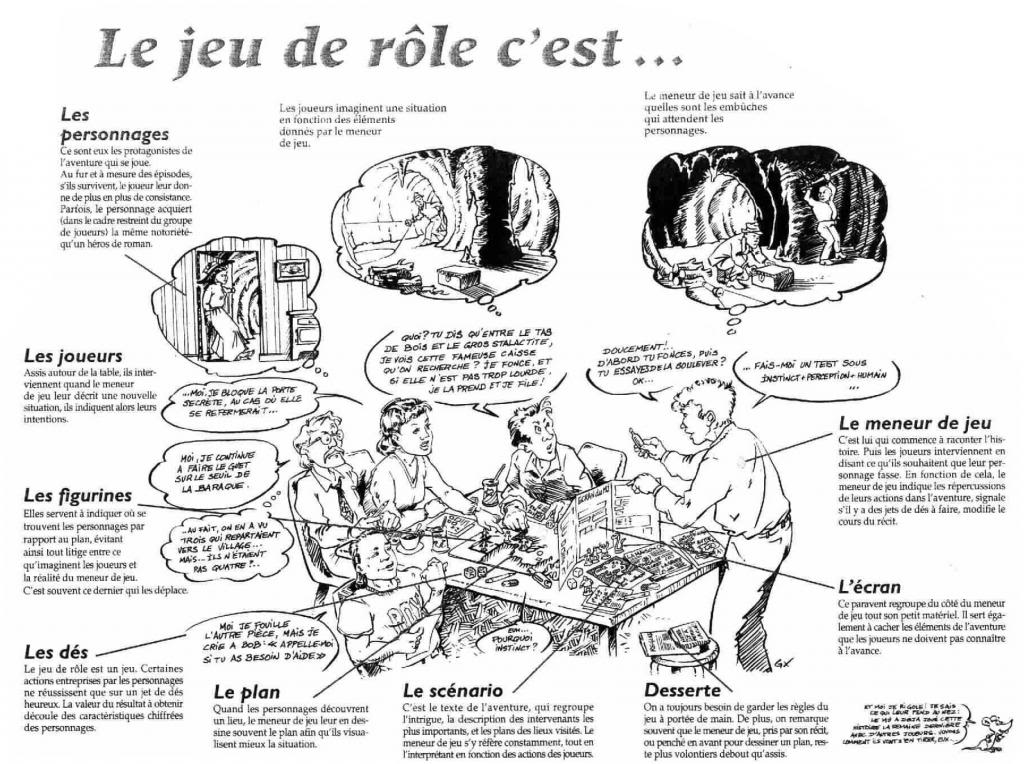 Le jeu de rôle c'est...
Les
personnages
Ce sont eux les protagonistes de
l'aventure qui se joue.
Au fur et à mesure des épisodes,
s'ils survivent, le joueur leur don-
ne de plus en plus de consistance.
Parfois, le personnage acquiert
(dans le cadre restreint du groupe
de joueurs) la même notoriété
qu'un héros de roman.
Les joueurs imaginent une situation
en fonction des éléments
donnés par le meneur
de jeu.
Le meneur de jeu sait à l'avance
quelles sont les embûches
qui attendent les
personnages.
Les joueurs
Assis autour de la table, ils inter-
viennent quand le meneur
de jeu leur décrit une nouvelle
situation, ils indiquent alors leurs
intentions.
...MOI, JE BLOQUE LA PORTE
SECRÈTE, AU CAS OÙ ELLE
SE REFERMERAIT...
QUOI? TU DIS QU'ENTRE LE TAS
DE BOIS ET LE GROS STALACTITE,
JE VOIS CETTE FAMEUSE CAISSE
QU'ON RECHERCHE? JE FONCE, ET
SI ELLE N'EST PAS TROP LOURDE,
JE LA PREND ET JE FILE!
DOUCEMENT!..
D'ABORD TU FONCES, PUIS
TU ESSAYES DE LA SOULEVER?
OK...
... FAIS-MOI UN TEST SOUS
INSTINCT+PERCEPTION+HUMAIN
...
MOI, JE CONTINUE
A FAIRE LE GUET
SUR LE SEUIL DE
LA BARAQUE.
Le meneur de jeu
C'est lui qui commence à raconter l'his-
toire. Puis les joueurs interviennent en
disant ce qu'ils souhaitent que leur per-
sonnage fasse. En fonction de cela, le
meneur de jeu indique les répercussions
de leurs actions dans l'aventure, signale
s'il y a des jets de dés à faire, modifie le
cours du récit.
Les figurines
Elles servent à indiquer où se
trouvent les personnages par
rapport au plan, évitant
ainsi tout litige entre ce
qu'imaginent les joueurs et
la réalité du meneur de jeu.
C'est souvent ce dernier qui les déplace.
...AU FAIT, ON EN A VU
TROIS QUI REPARTAIENT
VERS LE VILLAGE...
MAIS... ILS N'ÉTAIENT
PAS QUATRE?..
ECRAN du MJ
L'écran
Ce paravent regroupe du côté du meneur
de jeu tout son petit matériel. Il sert éga-
lement à cacher les éléments de l'aventure
que les joueurs ne doivent pas connaître
à l'avance.
MOI JE FOUILLE
L'AUTRE PIÈCE, MAIS JE
CRIE A BOB: « APPELLE-MOI
SI TU AS BESOIN D'AIDE»
EUH...
POURQUOI
INSTINCT?
GX
Les dés
Le jeu de rôle est un jeu. Certaines
actions entreprises par les personnages
ne réussissent que sur un jet de dés
heureux. La valeur du résultat à obtenir
découle des caractéristiques chiffrées
des personnages.
Le plan
Quand les personnages découvrent
un lieu, le meneur de jeu leur en des-
sine souvent le plan afin qu'ils visua-
lisent mieux la situation.
Le scénario
C'est le texte de l'aventure, qui regroupe
l'intrigue, la description des intervenants les
plus importants, et les plans des lieux visités. Le
meneur de jeu s'y réfère constamment, tout en
l'interprétant en fonction des actions des joueurs.
Desserte
On a toujours besoin de garder les règles du
jeu à portée de main. De plus, on remarque
souvent que le meneur de jeu, pris par son récit,
ou penché en avant pour dessiner un plan, res-
te plus volontiers debout qu'assis.
ET MOI JE RIGOLE! JE SAIS
CE QUI LEUR PEND AU NEZ:
LE MJ A DÉJÀ JOUÉ CETTE
HISTOIRE LA SEMAINE DERNIÈRE
AVEC D'AUTRES JOUEURS. VOYONS
COMMENT ILS VONT S'EN TIRER, EUX...